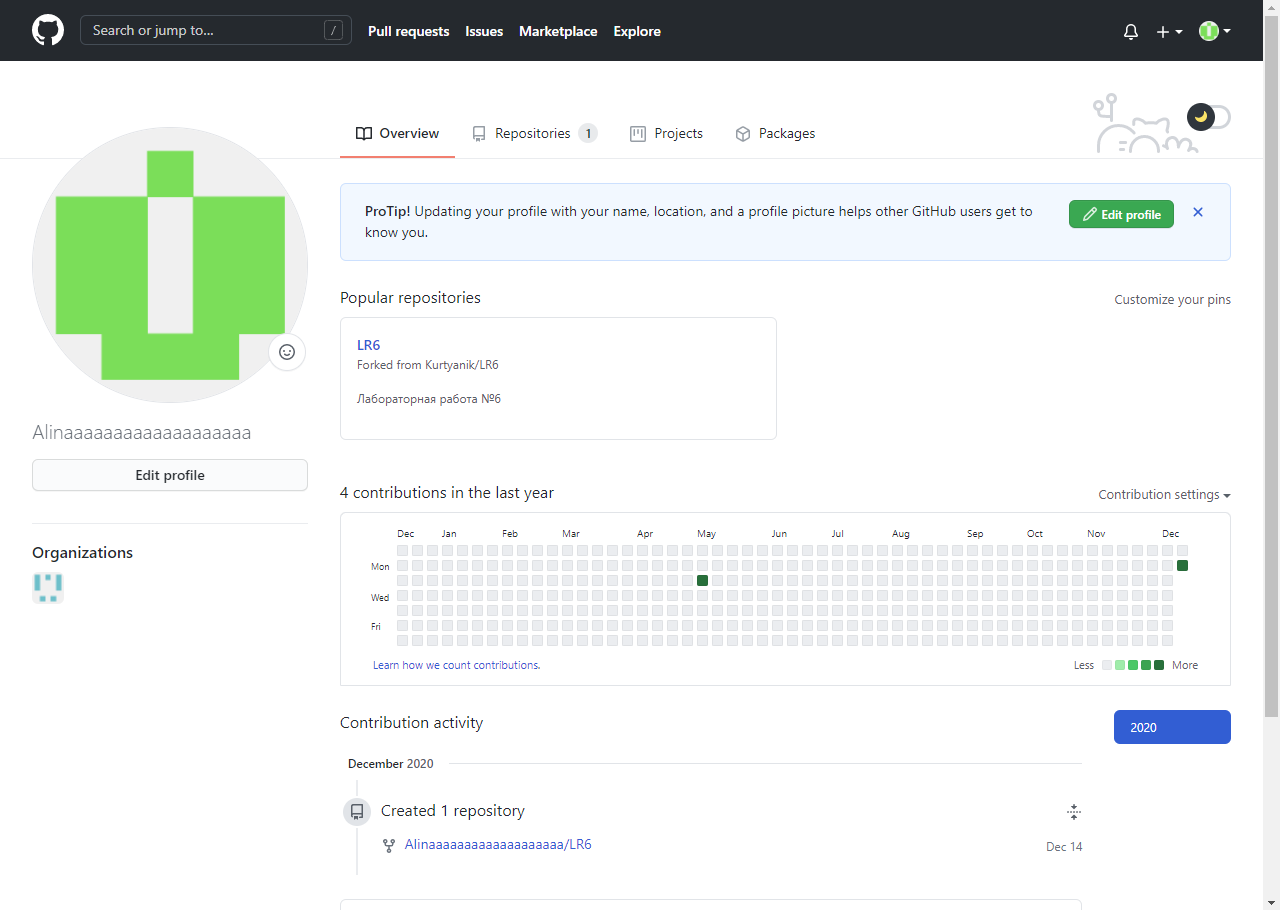 Search or jump to... /
Pull requests
Issues
Marketplace
Explore
Overview
Repositories 1
Projects
Packages
ProTip! Updating your profile with your name, location, and a profile picture helps other GitHub users get to
know you.
Edit profile
Popular repositories
Customize your pins
LR6
Forked from Kurtyanik/LR6
Лабораторная работа №6
Alinaaaaaaaaaaaaaaaaaaa
Edit profile
Organizations
4 contributions in the last year
Contribution settings
Dec Jan Feb Mar Apr May Jun Jul Aug Sep Oct Nov Dec
Mon
Wed
Fri
Learn how we count contributions.
Less
More
Contribution activity
2020
December 2020
Created 1 repository
Alinaaaaaaaaaaaaaaaaaaa/LR6
Dec 14